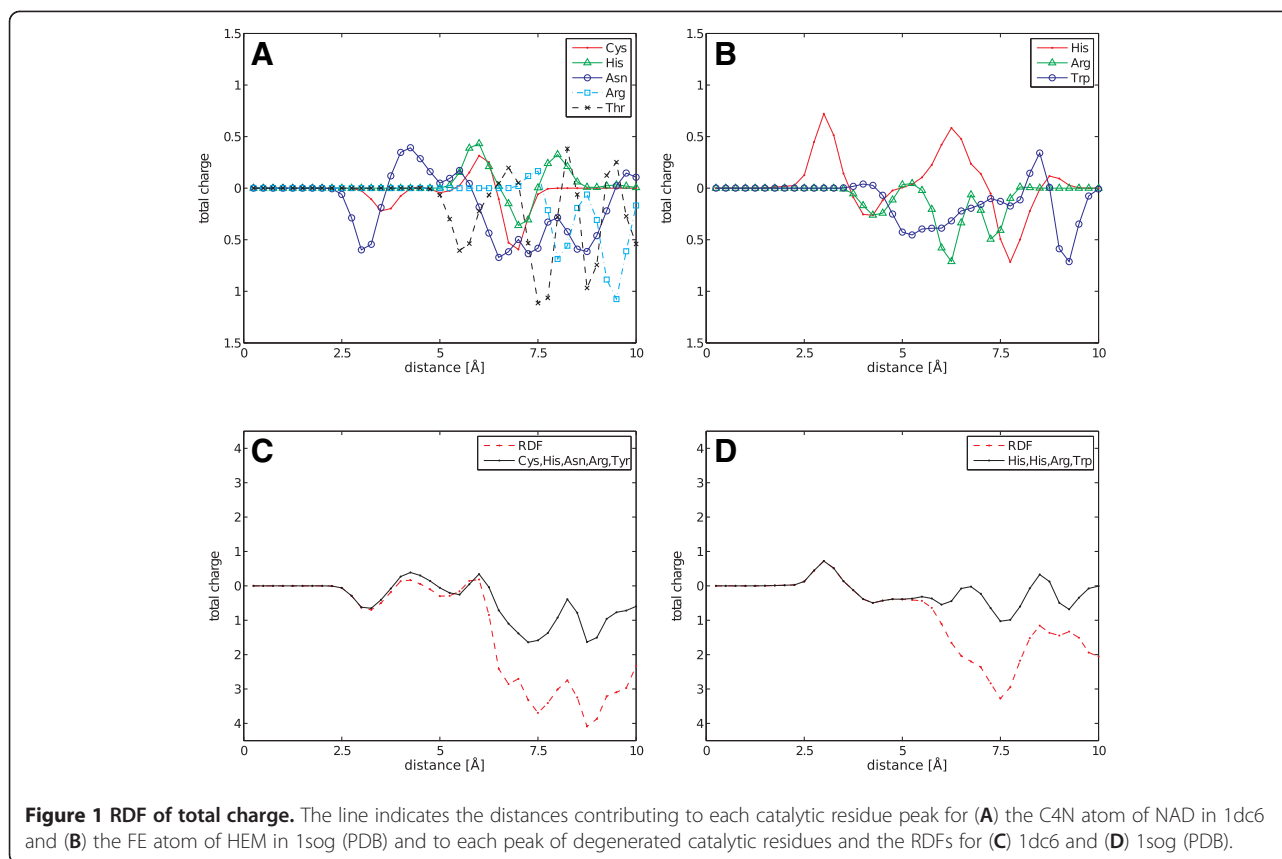 A
1.5
1
0.5
0
0.5
1
1.5
total charge
0
2.5
5
7.5
10
distance [Å]
Cys
His
Asn
Arg
Thr
B
1.5
1
0.5
0
0.5
1
1.5
total charge
0
2.5
5
7.5
10
distance [Å]
His
Arg
Trp
C
4
3
2
1
0
1
2
3
4
total charge
0
2.5
5
7.5
10
distance [Å]
RDF
Cys,His,Asn,Arg,Tyr
D
4
3
2
1
0
1
2
3
4
total charge
0
2.5
5
7.5
10
distance [Å]
RDF
His,His,Arg,Trp
Figure 1 RDF of total charge. The line indicates the distances contributing to each catalytic residue peak for (A) the C4N atom of NAD in 1dc6
and (B) the FE atom of HEM in 1sog (PDB) and to each peak of degenerated catalytic residues and the RDFs for (C) 1dc6 and (D) 1sog (PDB).